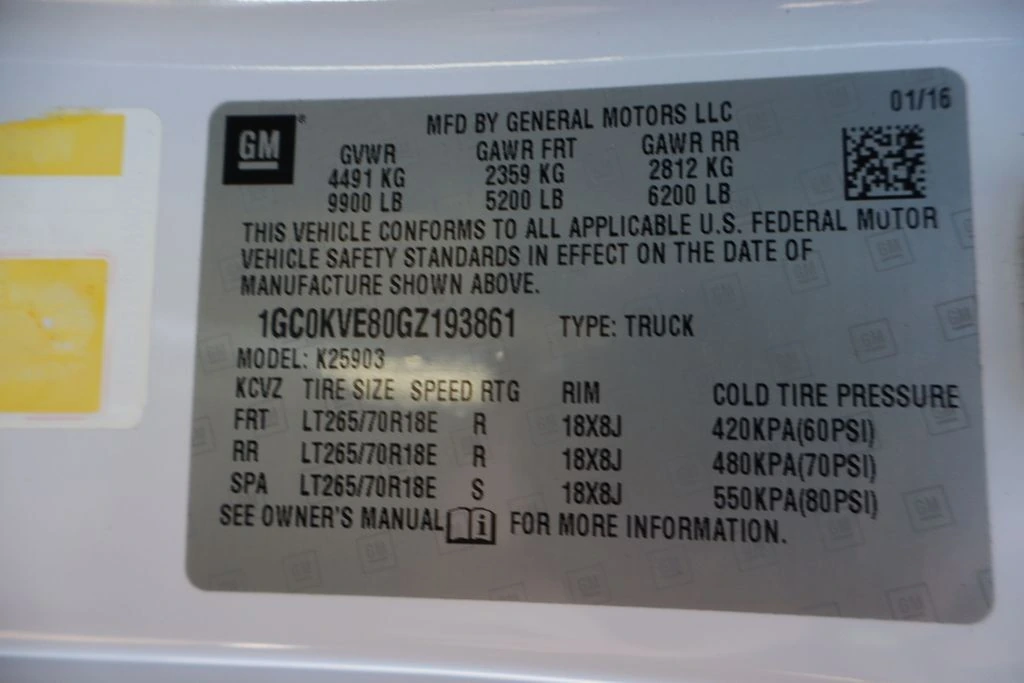 01/16
GM
®
MFD BY GENERAL MOTORS LLC
GVWR GAWR FRT GAWR RR
4491 KG 2359 KG 2812 KG
9900 LB 5200 LB 6200 LB
THIS VEHICLE CONFORMS TO ALL APPLICABLE U.S. FEDERAL MOTOR
VEHICLE SAFETY STANDARDS IN EFFECT ON THE DATE OF
MANUFACTURE SHOWN ABOVE.
1GC0KVE80GZ193861 TYPE: TRUCK
MODEL: K25903
KCVZ TIRE SIZE SPEED RTG RIM COLD TIRE PRESSURE
FRT LT265/70R18E R 18X8J 420KPA(60PSI)
RR LT265/70R18E R 18X8J 480KPA(70PSI)
SPA LT265/70R18E S 18X8J 550KPA(80PSI)
SEE OWNER'S MANUAL i FOR MORE INFORMATION.